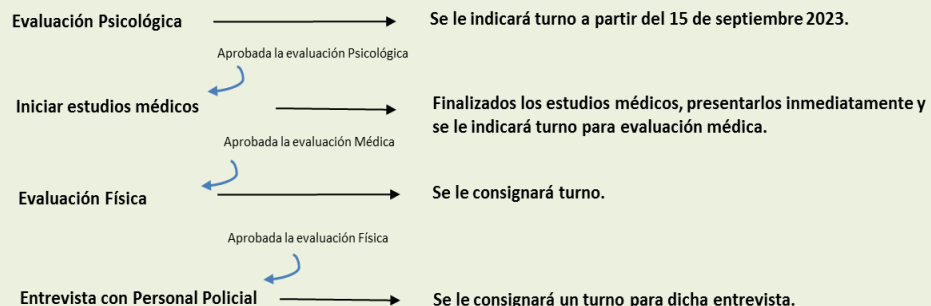 Evaluación Psicológica
Se le indicará turno a partir del 15 de septiembre 2023.
Aprobada la evaluación Psicológica
Iniciar estudios médicos
Finalizados los estudios médicos, presentarlos inmediatamente y
se le indicará turno para evaluación médica.
Aprobada la evaluación Médica
Evaluación Física
Se le consignará turno.
Aprobada la evaluación Física
Entrevista con Personal Policial
Se le consignará un turno para dicha entrevista.